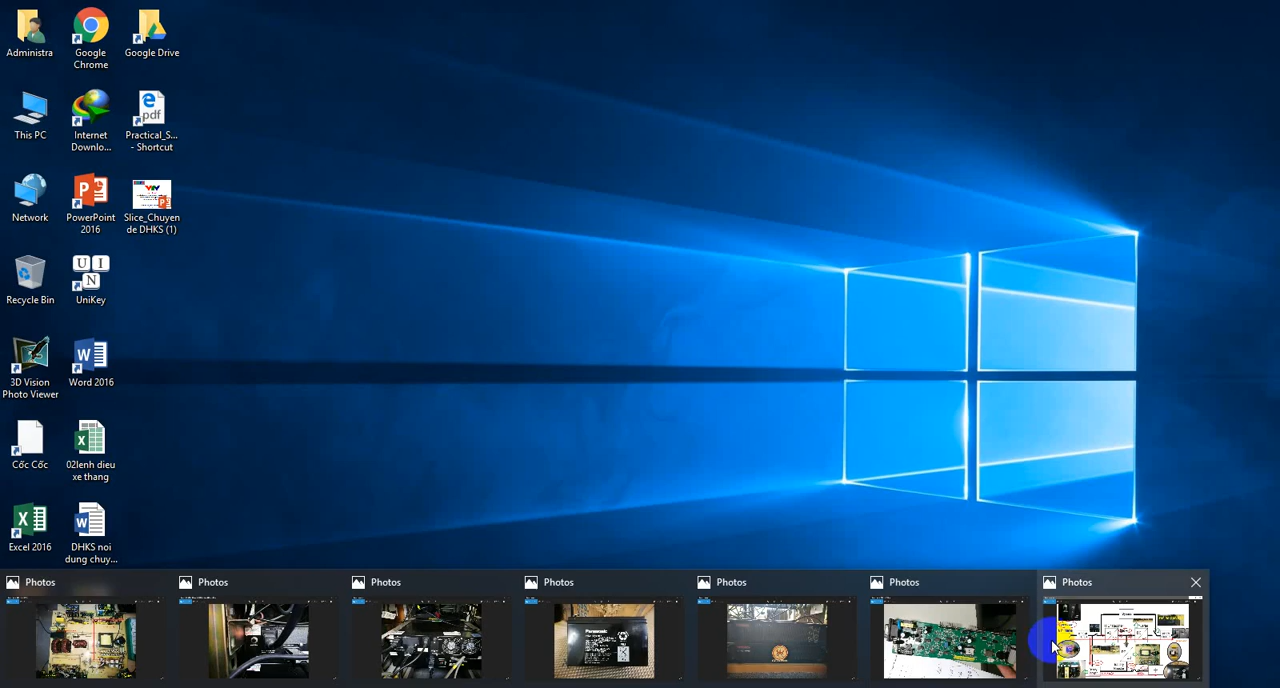 Administra
Google
Chrome
Google Drive
This PC
Internet
Downlo...
Practical_S...
- Shortcut
Network
PowerPoint
2016
Slice_Chuyen
de DHKS (1)
Recycle Bin
UniKey
3D Vision
Photo Viewer
Word 2016
Cốc Cốc
02lenh dieu
xe thang
Excel 2016
DHKS noi
dung chuy...
Photos
Photos
Photos
Photos
Photos
Photos
Photos
Panasonic